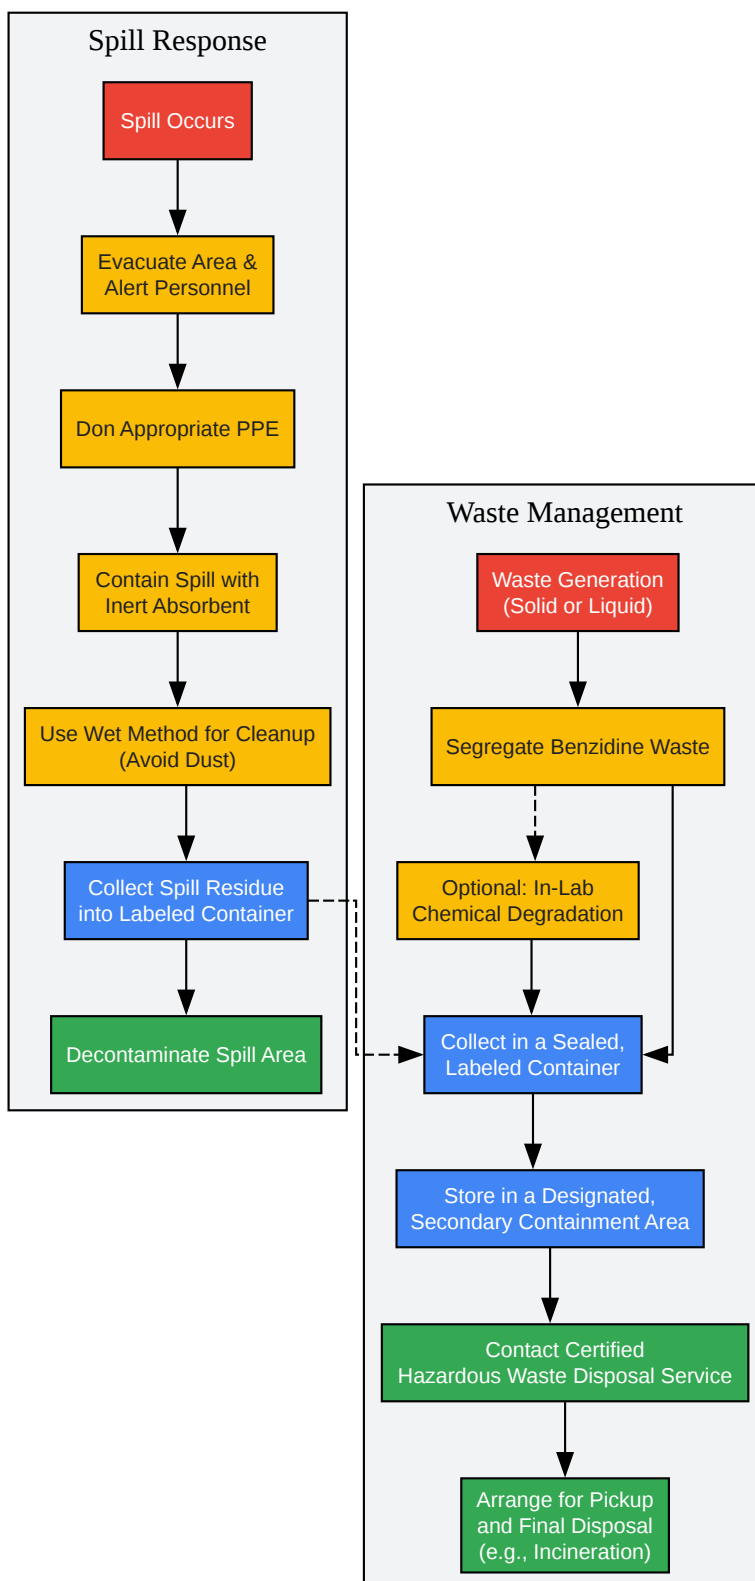 Spill Response
Spill Occurs
Evacuate Area &
Alert Personnel
Don Appropriate PPE
Contain Spill with
Inert Absorbent
Use Wet Method for Cleanup
(Avoid Dust)
Collect Spill Residue
into Labeled Container
Decontaminate Spill Area
Waste Management
Waste Generation
(Solid or Liquid)
Segregate Benzidine Waste
Optional: In-Lab
Chemical Degradation
Collect in a Sealed,
Labeled Container
Store in a Designated,
Secondary Containment Area
Contact Certified
Hazardous Waste Disposal Service
Arrange for Pickup
and Final Disposal
(e.g., Incineration)